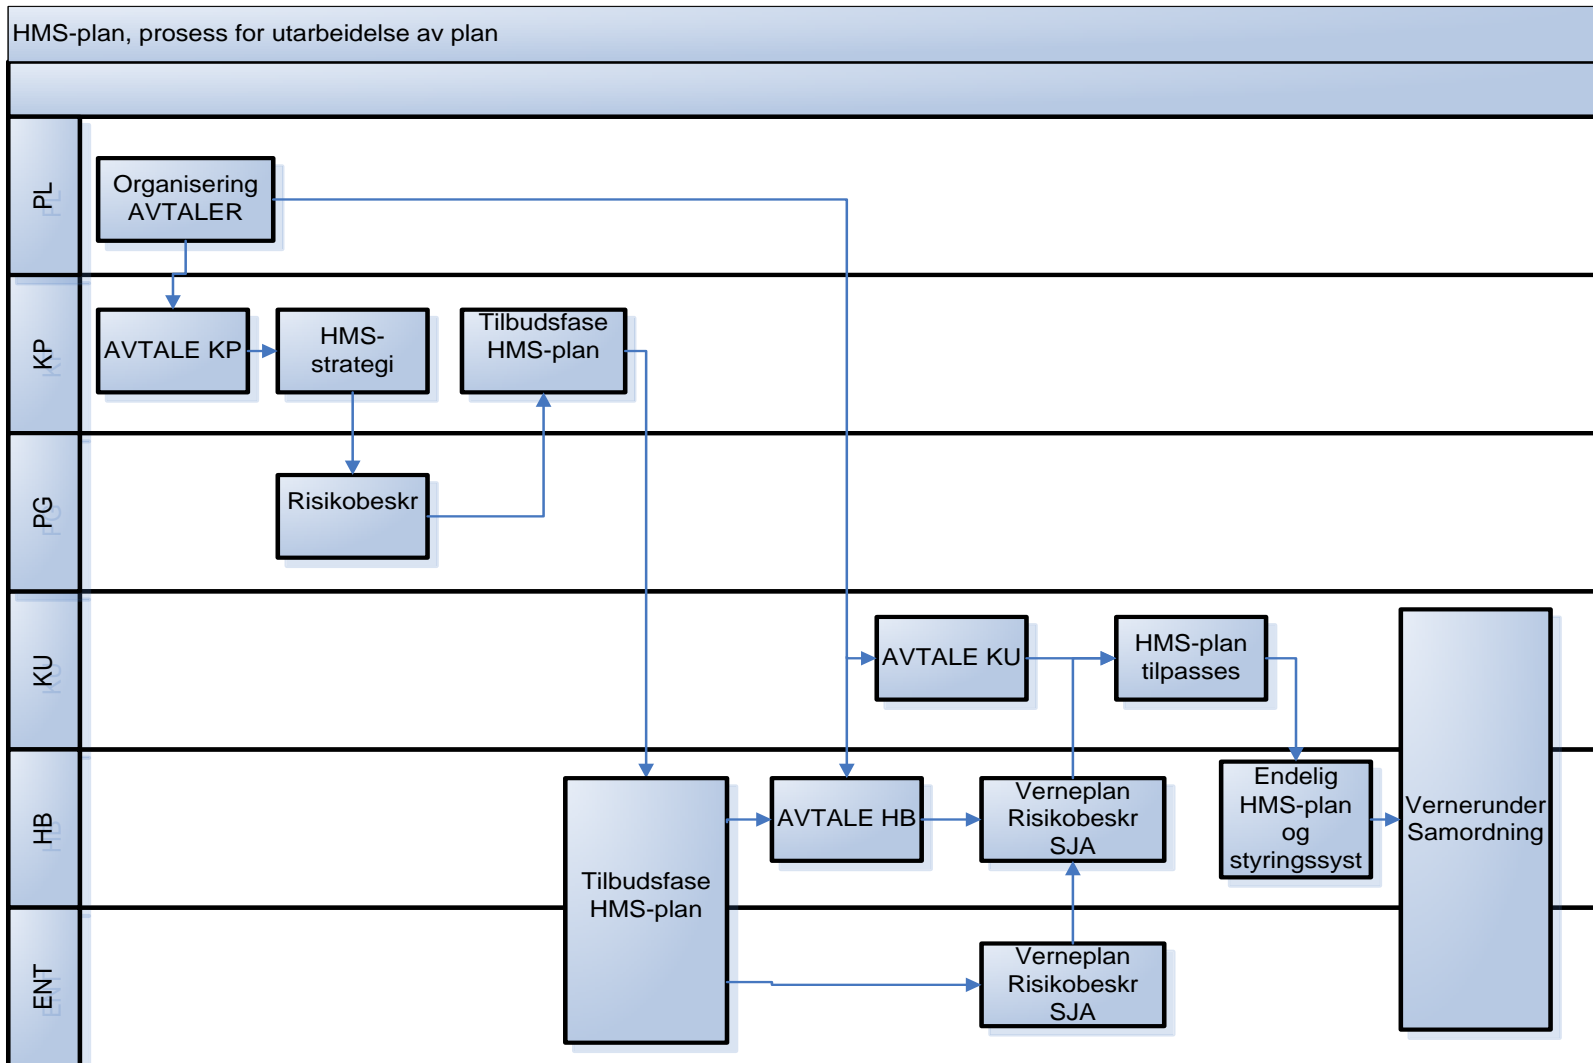 HMS-plan, prosess for utarbeidelse av plan
PL
Organisering
AVTALER
KP
AVTALE KP
HMS-
strategi
Tilbudsfase
HMS-plan
PG
Risikobeskr
KU
AVTALE KU
HMS-plan
tilpasses
HB
Tilbudsfase
HMS-plan
AVTALE HB
Verneplan
Risikobeskr
SJA
Endelig
HMS-plan
og
styringssyst
Vernerunder
Samordning
ENT
Verneplan
Risikobeskr
SJA